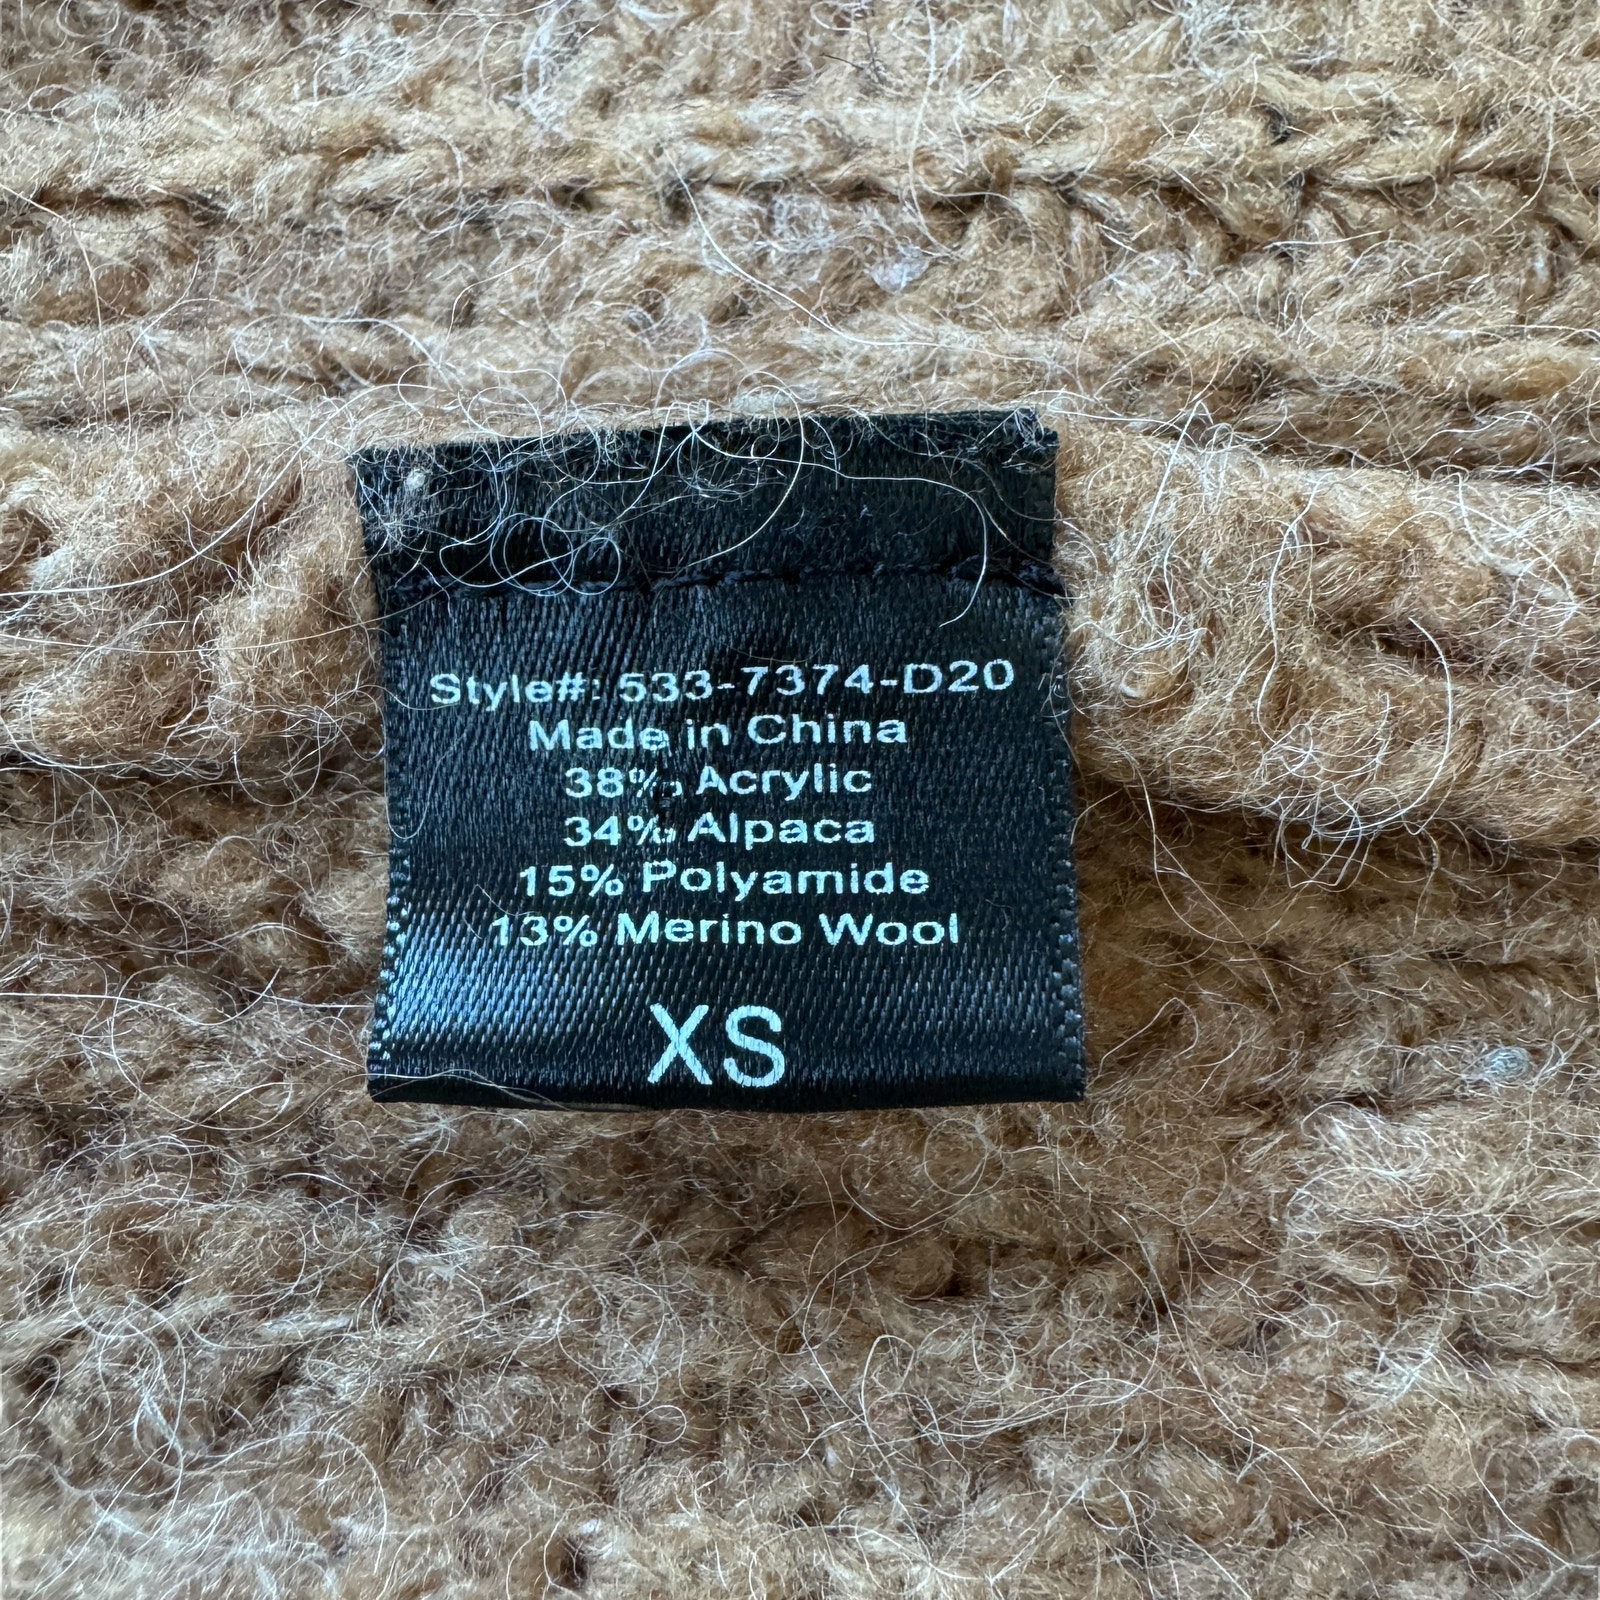 Style#: 533-7374-D20
Made in China
38% Acrylic
34% Alpaca
15% Polyamide
13% Merino Wool
XS